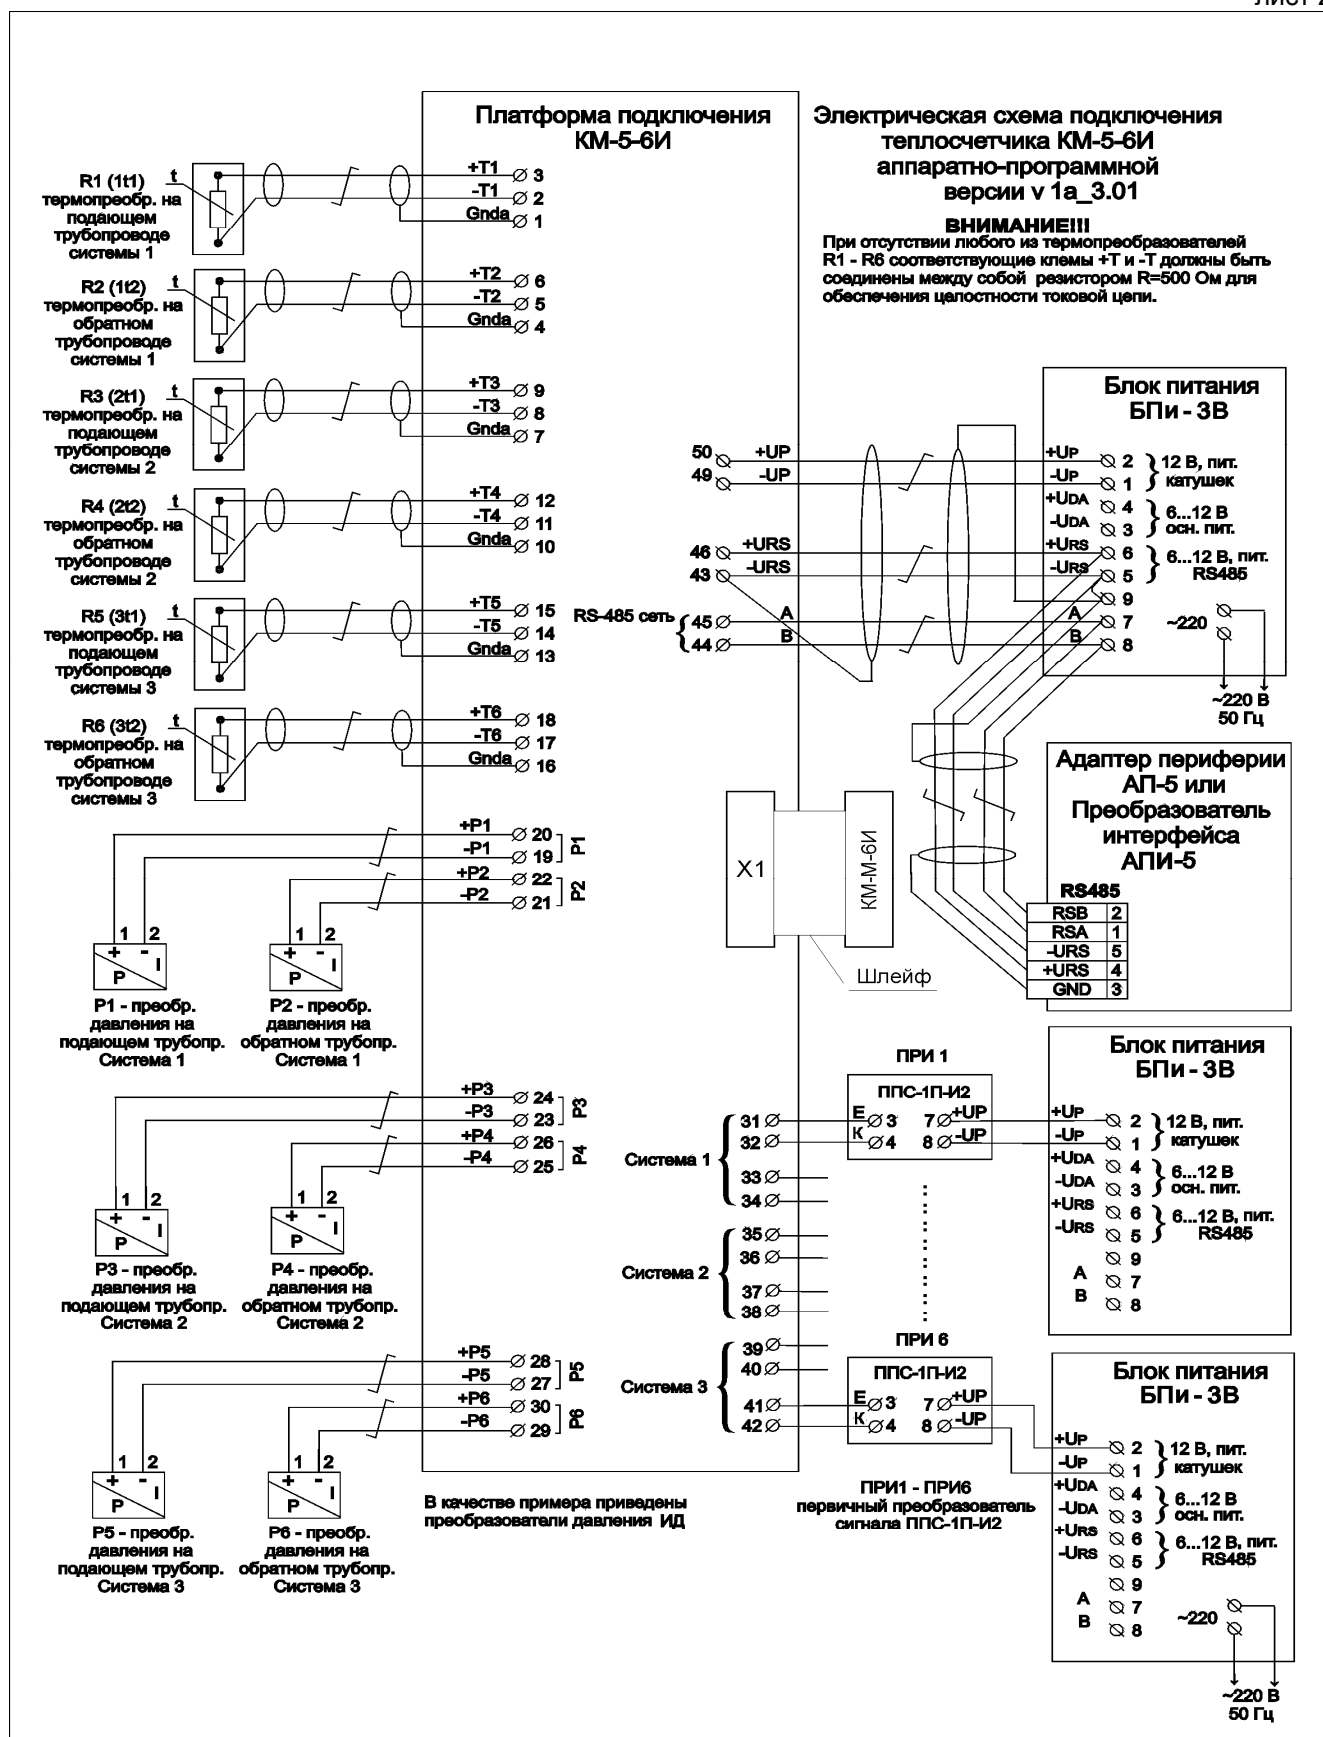 Платформа подключения
КМ-5-6И
Электрическая схема подключения
теплосчетчика КМ-5-6И
аппаратно-программной
версии v 1a_3.01
ВНИМАНИЕ!!!
При отсутствии любого из термопреобразователей
R1 - R6 соответствующие клемы +Т и -Т должны быть
соединены между собой резистором R=500 Ом для
обеспечения целостности токовой цепи.
R1 (1t1)
термопреобр. на
подающем
трубопроводе
системы 1
t
+T1 3
-T1 2
Gnda 1
R2 (1t2)
термопреобр. на
обратном
трубопроводе
системы 1
t
+T2 6
-T2 5
Gnda 4
R3 (2t1)
термопреобр. на
подающем
трубопроводе
системы 2
t
+T3 9
-T3 8
Gnda 7
R4 (2t2)
термопреобр. на
обратном
трубопроводе
системы 2
t
+T4 12
-T4 11
Gnda 10
R5 (3t1)
термопреобр. на
подающем
трубопроводе
системы 3
t
+T5 15
-T5 14
Gnda 13
R6 (3t2)
термопреобр. на
обратном
трубопроводе
системы 3
t
+T6 18
-T6 17
Gnda 16
50 +UP
49 -UP
46 +URS
43 -URS
RS-485 сеть
45 A
44 B
Блок питания
БПи - 3В
+UP 2
-UP 1
12 В, пит.
катушек
+UDA 4
-UDA 3
6...12 В
осн. пит.
+URS 6
-URS 5
6...12 В, пит.
RS485
9
A 7
B 8
~220
~220 В
50 Гц
Адаптер периферии
АП-5 или
Преобразователь
интерфейса
АПИ-5
RS485
RSB 2
RSA 1
-URS 5
+URS 4
GND 3
X1
КМ-М-6И
Шлейф
+P1 20
-P1 19
P1
+P2 22
-P2 21
P2
1 2
+ - I
P
1 2
+ - I
P
P1 - преобр.
давления на
подающем трубопр.
Система 1
P2 - преобр.
давления на
обратном трубопр.
Система 1
+P3 24
-P3 23
P3
+P4 26
-P4 25
P4
1 2
+ - I
P
1 2
+ - I
P
P3 - преобр.
давления на
подающем трубопр.
Система 2
P4 - преобр.
давления на
обратном трубопр.
Система 2
+P5 28
-P5 27
P5
+P6 30
-P6 29
P6
1 2
+ - I
P
1 2
+ - I
P
P5 - преобр.
давления на
подающем трубопр.
Система 3
P6 - преобр.
давления на
обратном трубопр.
Система 3
В качестве примера приведены
преобразователи давления ИД
Система 1
31
32
33
34
Система 2
35
36
37
38
Система 3
39
40
41
42
ПРИ 1
ППС-1П-И2
E 3 7 +UP
K 4 8 -UP
ПРИ 6
ППС-1П-И2
E 3 7 +UP
K 4 8 -UP
ПРИ1 - ПРИ6
первичный преобразователь
сигнала ППС-1П-И2
Блок питания
БПи - 3В
+UP 2
-UP 1
12 В, пит.
катушек
+UDA 4
-UDA 3
6...12 В
осн. пит.
+URS 6
-URS 5
6...12 В, пит.
RS485
9
A 7
B 8
Блок питания
БПи - 3В
+UP 2
-UP 1
12 В, пит.
катушек
+UDA 4
-UDA 3
6...12 В
осн. пит.
+URS 6
-URS 5
6...12 В, пит.
RS485
9
A 7
B 8
~220
~220 В
50 Гц